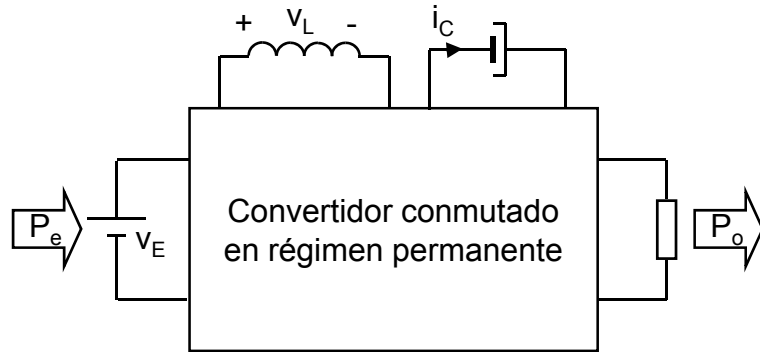 + v_L -
i_C
P_e
v_E
Convertidor conmutado
en régimen permanente
P_o